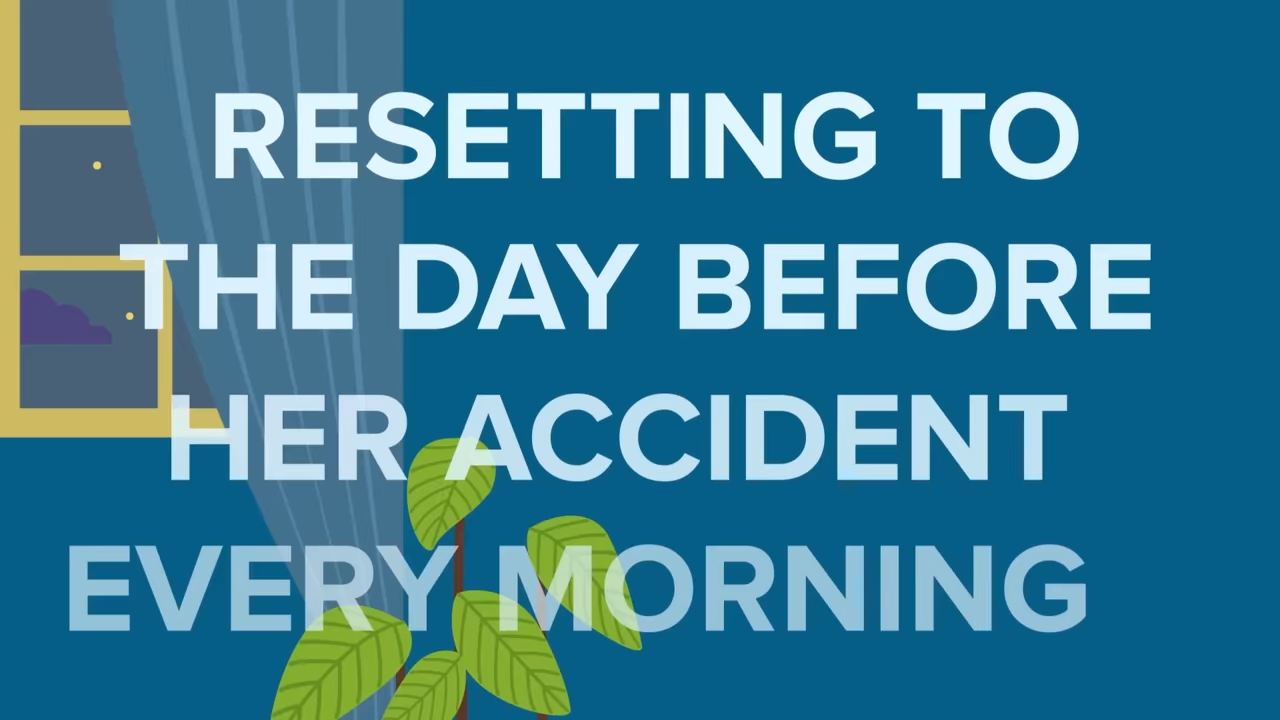 RESETTING TO
THE DAY BEFORE
HER ACCIDENT
EVERY MORNING